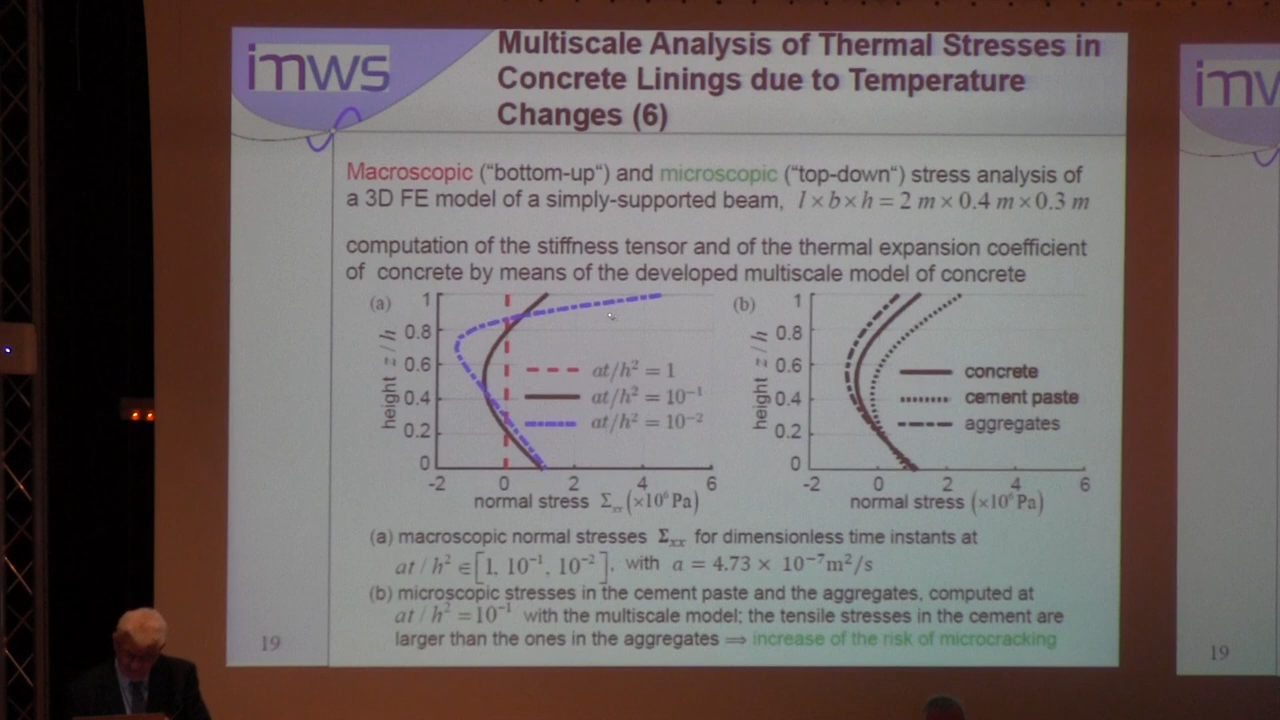 imws
Multiscale Analysis of Thermal Stresses in
Concrete Linings due to Temperature
Changes (6)
imw
Macroscopic ("bottom-up") and microscopic ("top-down") stress analysis of
a 3D FE model of a simply-supported beam, l × b × h = 2 m × 0.4 m × 0.3 m
computation of the stiffness tensor and of the thermal expansion coefficient
of concrete by means of the developed multiscale model of concrete
(a)
1
0.8
0.6
0.4
0.2
0
height z / h
at/h² = 1
at/h² = 10⁻¹
at/h² = 10⁻²
-2 0 2 4 6
normal stress Σxx (×10⁶ Pa)
(b)
1
0.8
0.6
0.4
0.2
0
height z / h
concrete
cement paste
aggregates
-2 0 2 4 6
normal stress (×10⁶ Pa)
(a) macroscopic normal stresses Σxx for dimensionless time instants at
at / h² ∈ [1, 10⁻¹, 10⁻²], with a = 4.73 × 10⁻⁷m²/s
(b) microscopic stresses in the cement paste and the aggregates, computed at
at / h² = 10⁻¹ with the multiscale model; the tensile stresses in the cement are
larger than the ones in the aggregates ⟹ increase of the risk of microcracking
19
19